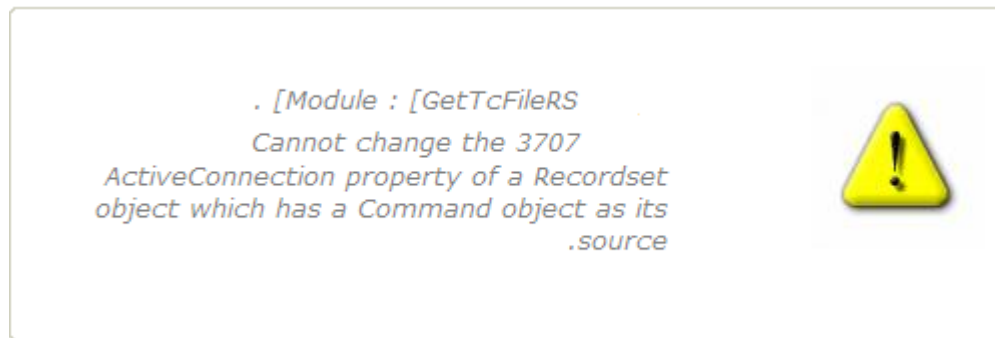 . [Module : [GetTcFileRS
Cannot change the 3707
ActiveConnection property of a Recordset
object which has a Command object as its
.source